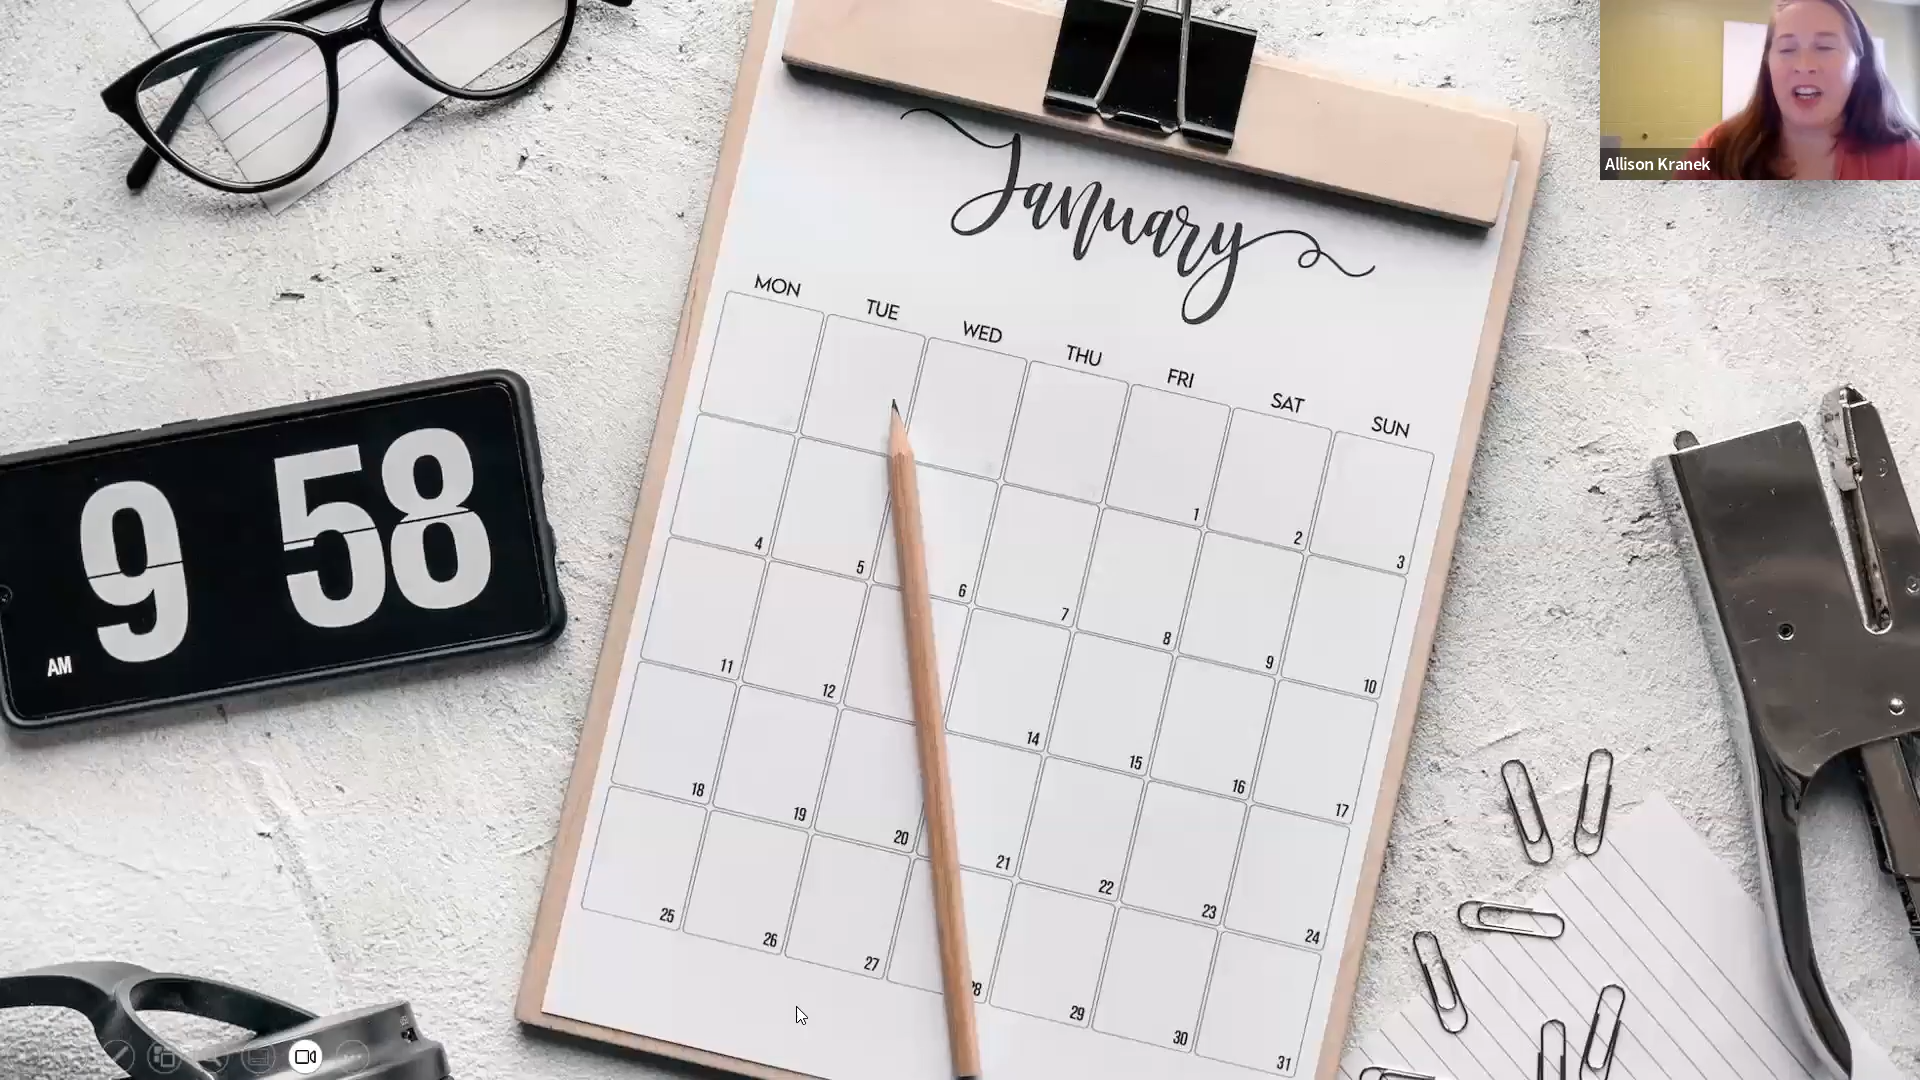 Allison Kranek
January
MON TUE WED THU FRI SAT SUN
1 2 3
4 5 6 7 8 9 10
11 12 14 15 16 17
18 19 20 21 22 23 24
25 26 27 28 29 30 31
9 58
AM